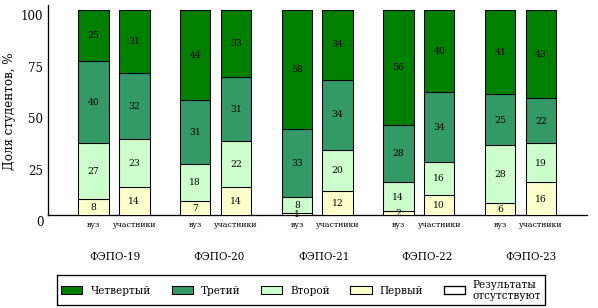 Доля студентов, %
100
75
50
25
0
25 31 44 33 58 34 56 40 41 43
40 32 31 31 33 34 28 34 25 22
27 23 18 22 8 20 14 16 28 19
8 14 7 14 1 12 2 10 6 16
вуз участники вуз участники вуз участники вуз участники вуз участники
ФЭПО-19 ФЭПО-20 ФЭПО-21 ФЭПО-22 ФЭПО-23
Четвертый Третий Второй Первый Результаты
отсутствуют